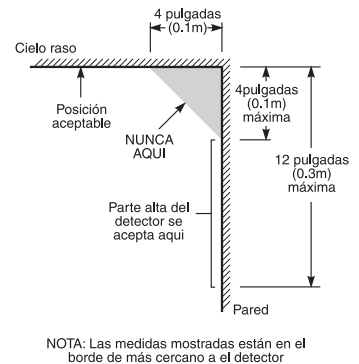 4 pulgadas
(0.1m)
Cielo raso
Posición
aceptable
NUNCA
AQUI
4pulgadas
(0.1m)
máxima
12 pulgadas
(0.3m)
máxima
Parte alta del
detector se
acepta aqui
Pared
NOTA: Las medidas mostradas están en el
borde de más cercano a el detector